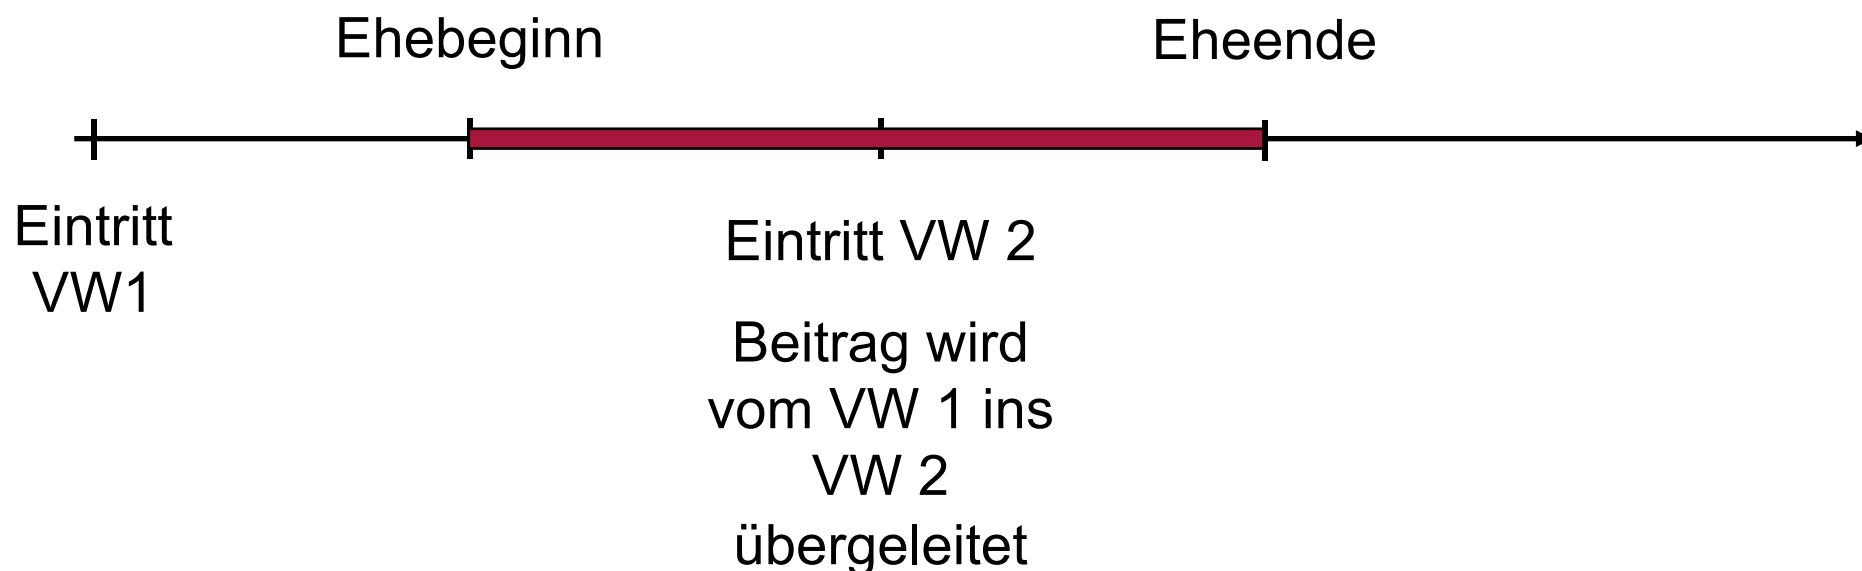 Ehebeginn
Eheende
Eintritt
VW1
Eintritt VW 2
Beitrag wird
vom VW 1 ins
VW 2
übergeleitet